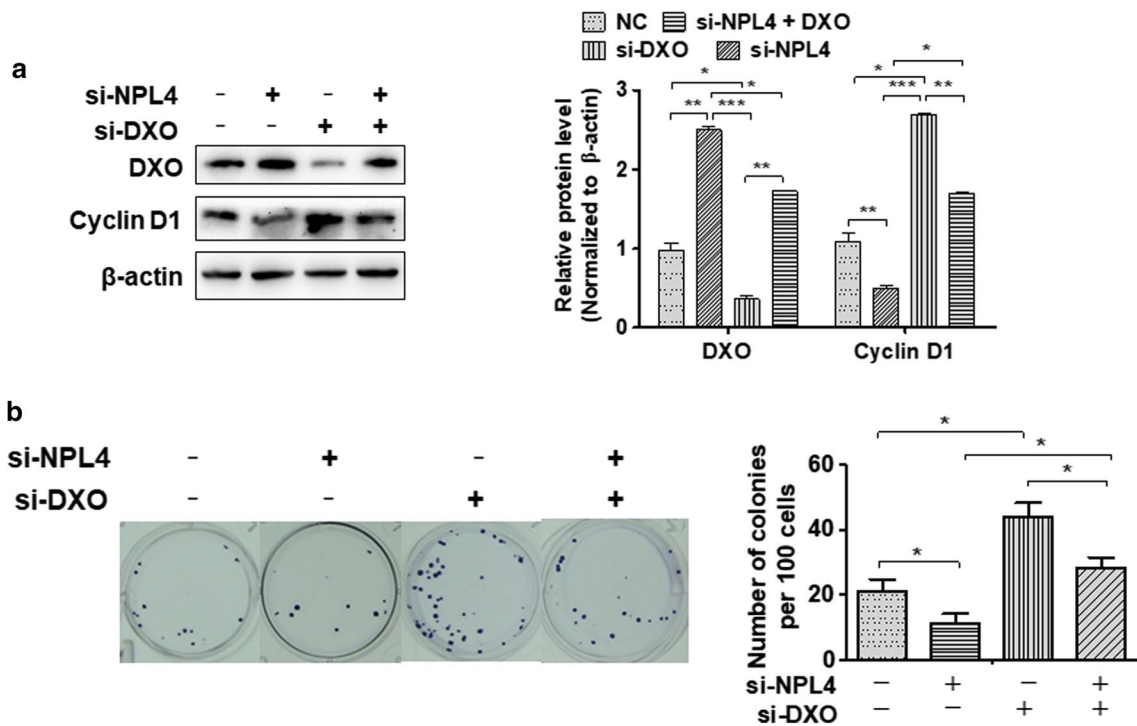 a
si-NPL4 - + - +
si-DXO - - + +
DXO
Cyclin D1
β-actin
NC si-NPL4 + DXO
si-DXO si-NPL4
Relative protein level
(Normalized to β-actin)
3
2
1
0
* * ** *** **
* * *** ** **
DXO Cyclin D1
b
si-NPL4 - + - +
si-DXO - - + +
Number of colonies
per 100 cells
60
40
20
0
* * * *
si-NPL4 - + - +
si-DXO - - + +